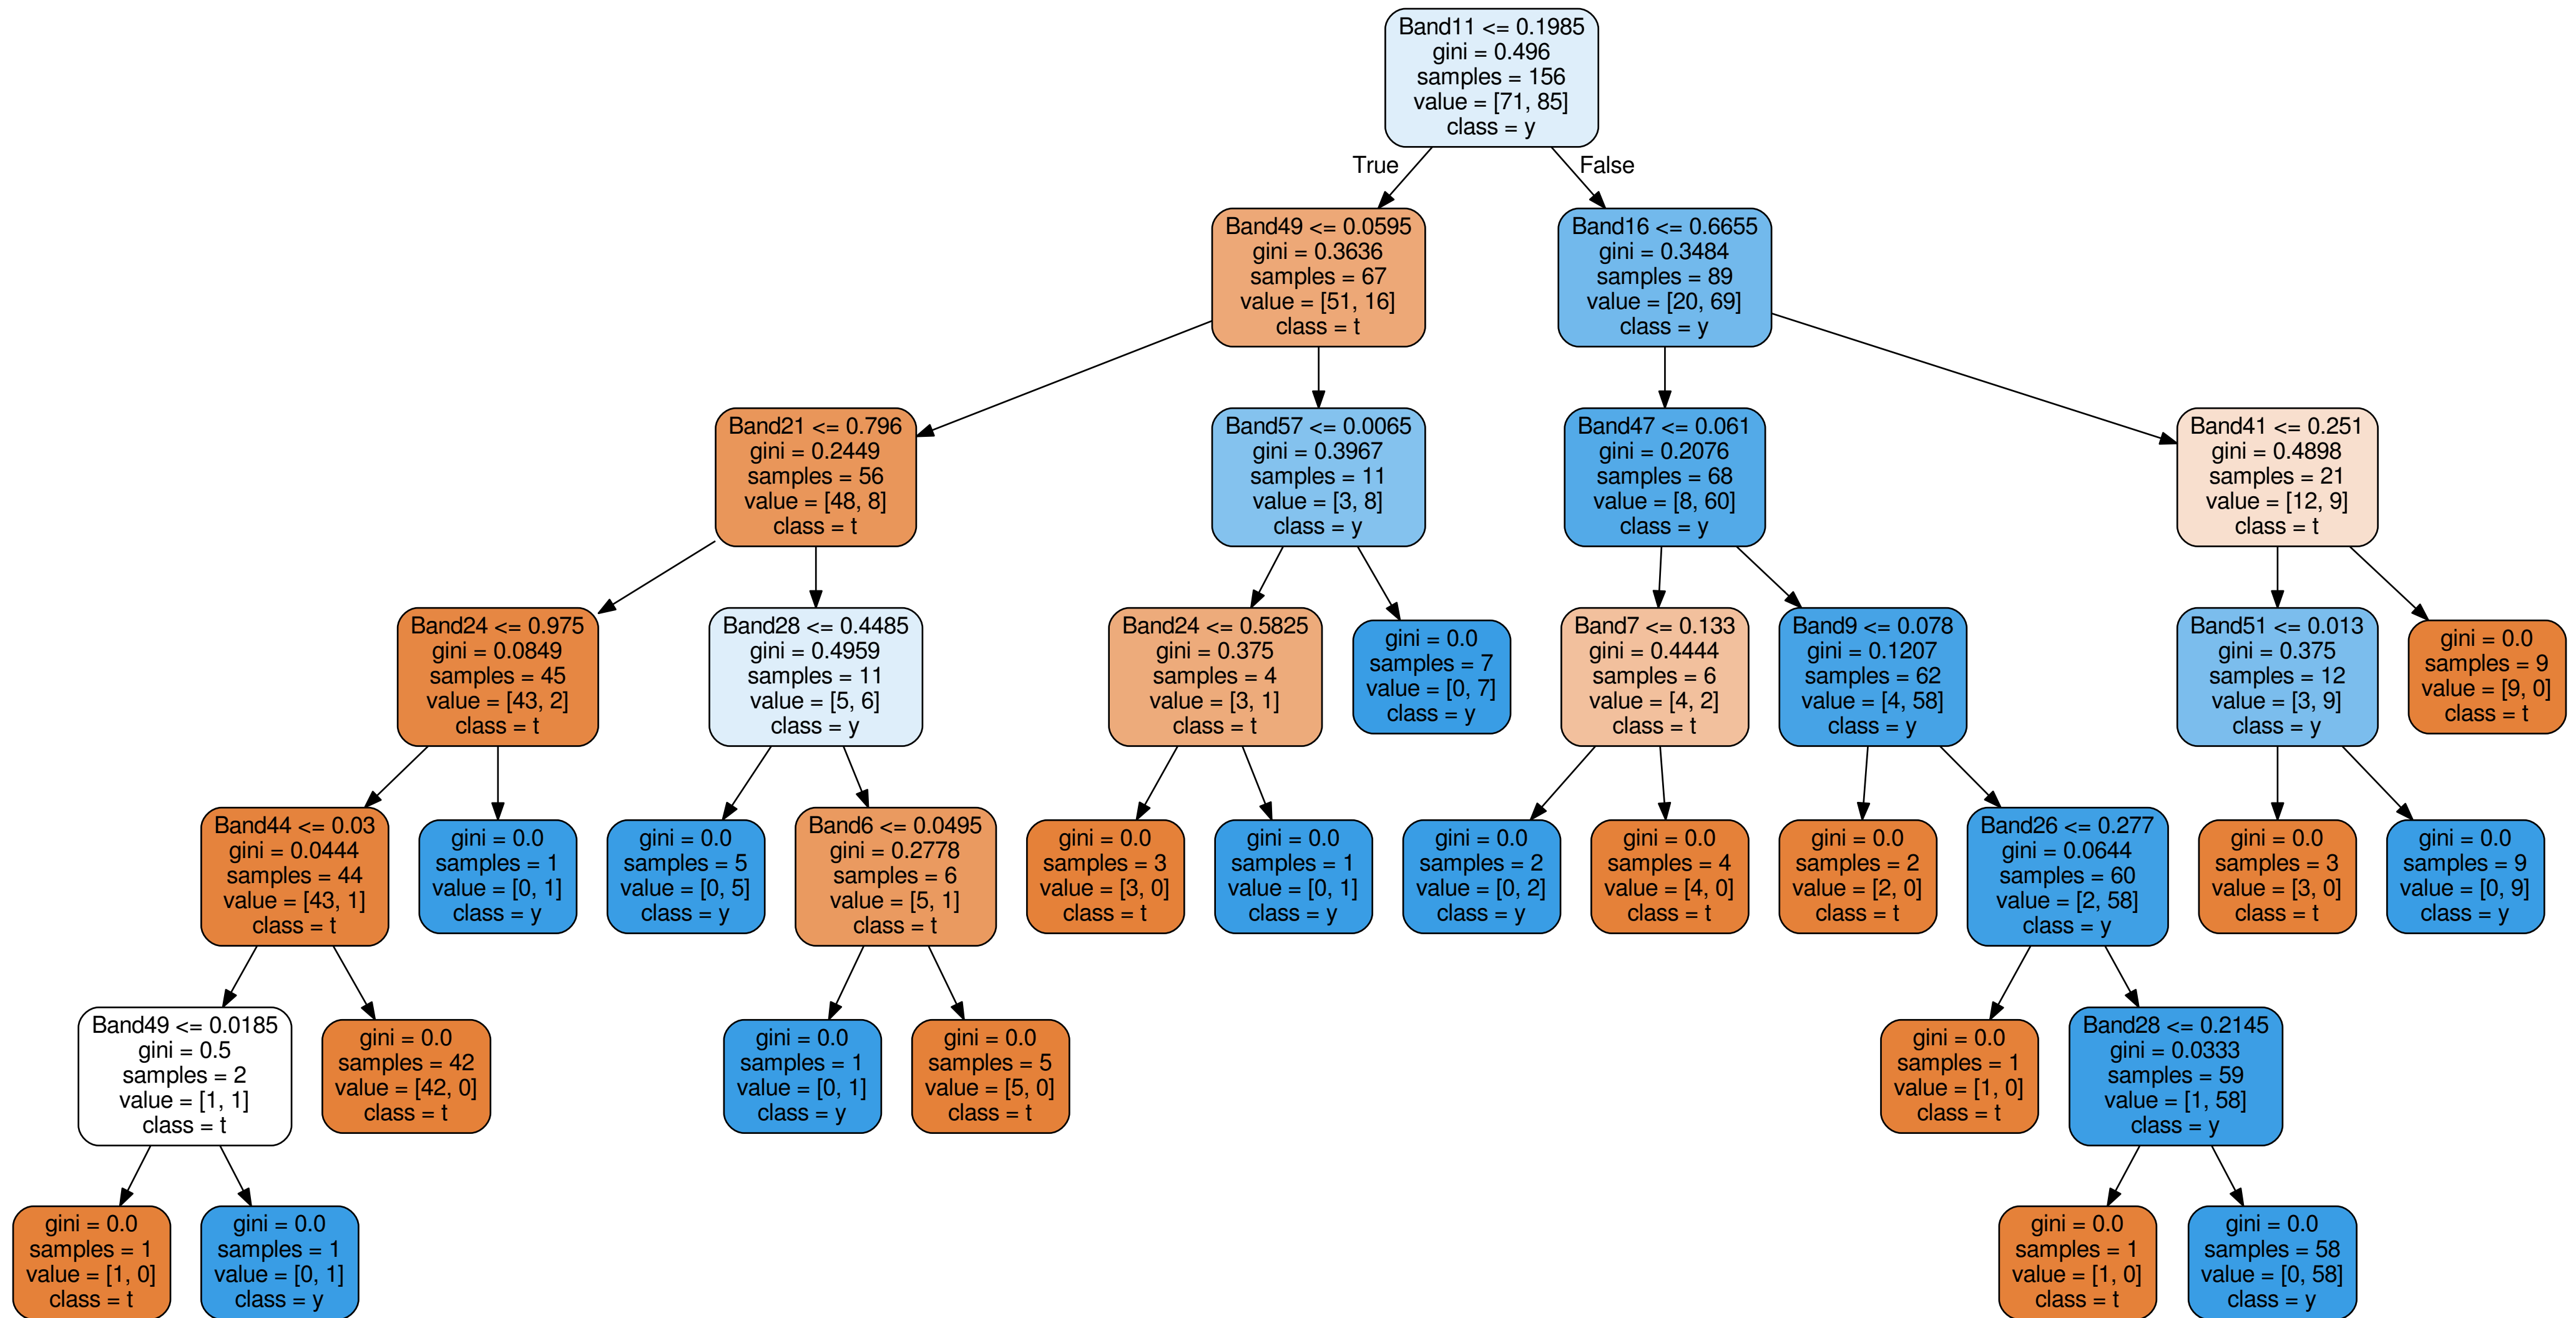 Band11 <= 0.1985
gini = 0.496
samples = 156
value = [71, 85]
class = y
True
False
Band49 <= 0.0595
gini = 0.3636
samples = 67
value = [51, 16]
class = t
Band16 <= 0.6655
gini = 0.3484
samples = 89
value = [20, 69]
class = y
Band21 <= 0.796
gini = 0.2449
samples = 56
value = [48, 8]
class = t
Band57 <= 0.0065
gini = 0.3967
samples = 11
value = [3, 8]
class = y
Band47 <= 0.061
gini = 0.2076
samples = 68
value = [8, 60]
class = y
Band41 <= 0.251
gini = 0.4898
samples = 21
value = [12, 9]
class = t
Band24 <= 0.975
gini = 0.0849
samples = 45
value = [43, 2]
class = t
Band28 <= 0.4485
gini = 0.4959
samples = 11
value = [5, 6]
class = y
Band24 <= 0.5825
gini = 0.375
samples = 4
value = [3, 1]
class = t
gini = 0.0
samples = 7
value = [0, 7]
class = y
Band7 <= 0.133
gini = 0.4444
samples = 6
value = [4, 2]
class = t
Band9 <= 0.078
gini = 0.1207
samples = 62
value = [4, 58]
class = y
Band51 <= 0.013
gini = 0.375
samples = 12
value = [3, 9]
class = y
gini = 0.0
samples = 9
value = [9, 0]
class = t
Band44 <= 0.03
gini = 0.0444
samples = 44
value = [43, 1]
class = t
gini = 0.0
samples = 1
value = [0, 1]
class = y
gini = 0.0
samples = 5
value = [0, 5]
class = y
Band6 <= 0.0495
gini = 0.2778
samples = 6
value = [5, 1]
class = t
gini = 0.0
samples = 3
value = [3, 0]
class = t
gini = 0.0
samples = 1
value = [0, 1]
class = y
gini = 0.0
samples = 2
value = [0, 2]
class = y
gini = 0.0
samples = 4
value = [4, 0]
class = t
gini = 0.0
samples = 2
value = [2, 0]
class = t
Band26 <= 0.277
gini = 0.0644
samples = 60
value = [2, 58]
class = y
gini = 0.0
samples = 3
value = [3, 0]
class = t
gini = 0.0
samples = 9
value = [0, 9]
class = y
Band49 <= 0.0185
gini = 0.5
samples = 2
value = [1, 1]
class = t
gini = 0.0
samples = 42
value = [42, 0]
class = t
gini = 0.0
samples = 1
value = [0, 1]
class = y
gini = 0.0
samples = 5
value = [5, 0]
class = t
gini = 0.0
samples = 1
value = [1, 0]
class = t
Band28 <= 0.2145
gini = 0.0333
samples = 59
value = [1, 58]
class = y
gini = 0.0
samples = 1
value = [1, 0]
class = t
gini = 0.0
samples = 1
value = [0, 1]
class = y
gini = 0.0
samples = 1
value = [1, 0]
class = t
gini = 0.0
samples = 58
value = [0, 58]
class = y